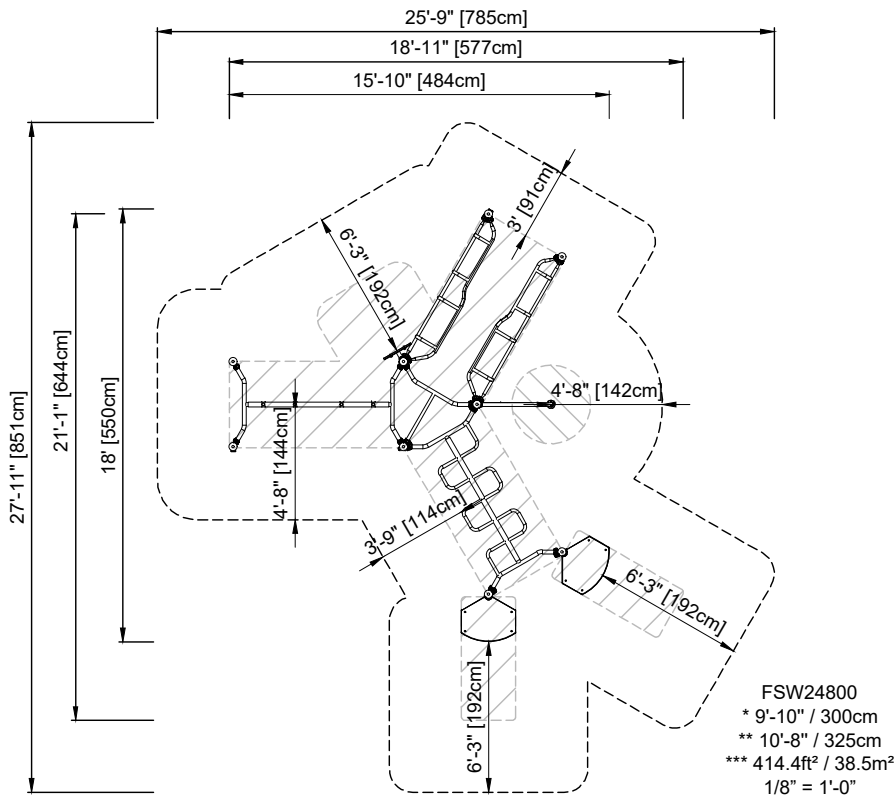 25'-9" [785cm]
18'-11" [577cm]
15'-10" [484cm]
3' [91cm]
6'-3" [192cm]
27'-11" [851cm]
21'-1" [644cm]
18' [550cm]
4'-8" [142cm]
4'-8" [144cm]
3'-9" [114cm]
6'-3" [192cm]
6'-3" [192cm]
FSW24800
* 9'-10" / 300cm
** 10'-8" / 325cm
*** 414.4ft² / 38.5m²
1/8" = 1'-0"